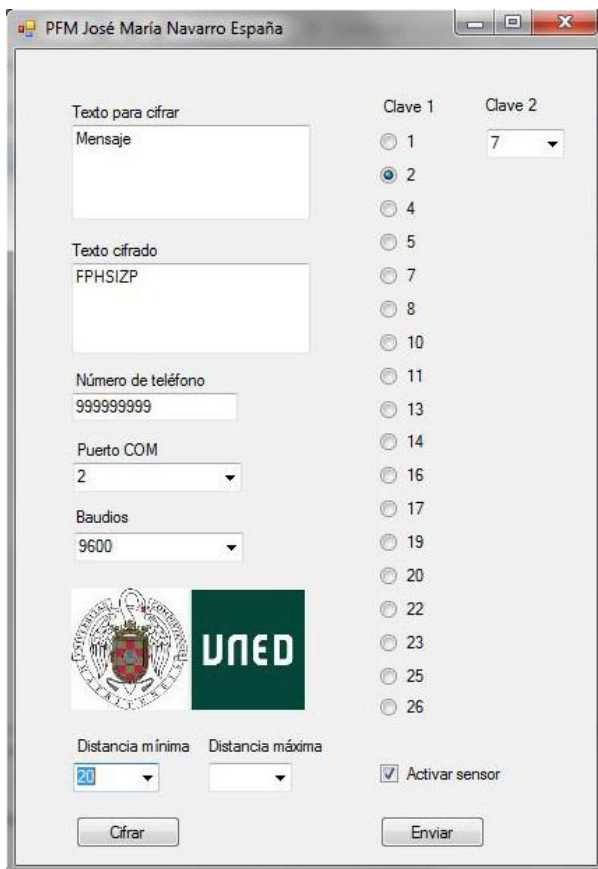 PFM José María Navarro España
Texto para cifrar
Mensaje
Texto cifrado
FPHSIZP
Número de teléfono
999999999
Puerto COM
2
Baudios
9600
UNED
Distancia mínima
20
Distancia máxima
Cifrar
Clave 1
1
2
4
5
7
8
10
11
13
14
16
17
19
20
22
23
25
26
Clave 2
7
Activar sensor
Enviar